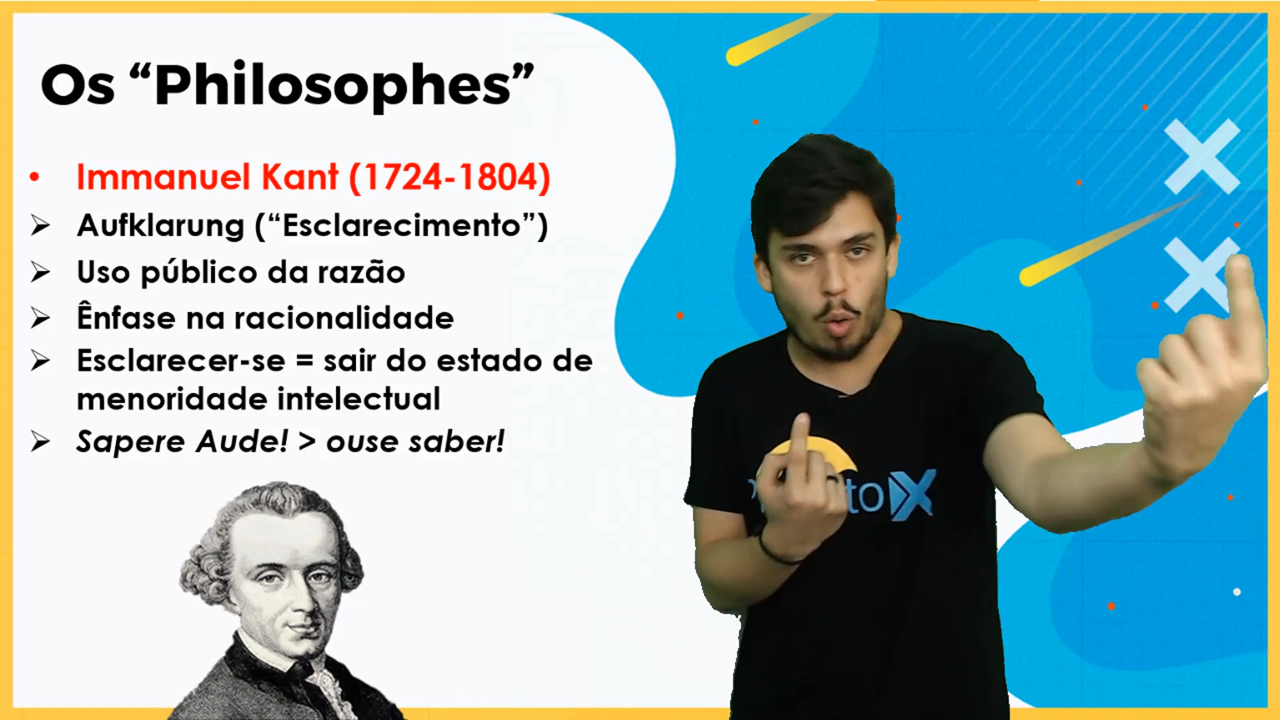 Os “Philosophes”
• Immanuel Kant (1724-1804)
➢ Aufklarung (“Esclarecimento”)
➢ Uso público da razão
➢ Ênfase na racionalidade
➢ Esclarecer-se = sair do estado de
menoridade intelectual
➢ Sapere Aude! > ouse saber!